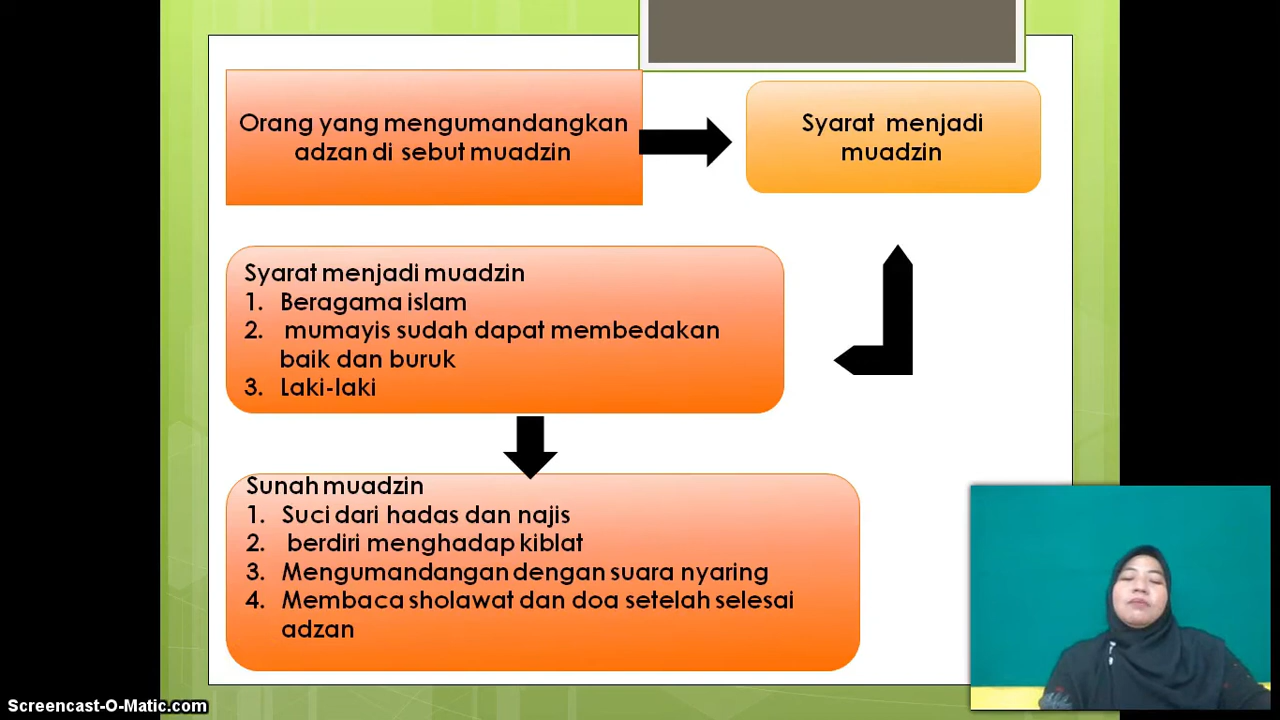 Orang yang mengumandangkan
adzan di sebut muadzin
Syarat menjadi
muadzin
Syarat menjadi muadzin
1. Beragama islam
2. mumayis sudah dapat membedakan
baik dan buruk
3. Laki-laki
Sunah muadzin
1. Suci dari hadas dan najis
2. berdiri menghadap kiblat
3. Mengumandangan dengan suara nyaring
4. Membaca sholawat dan doa setelah selesai
adzan
Screencast-O-Matic.com